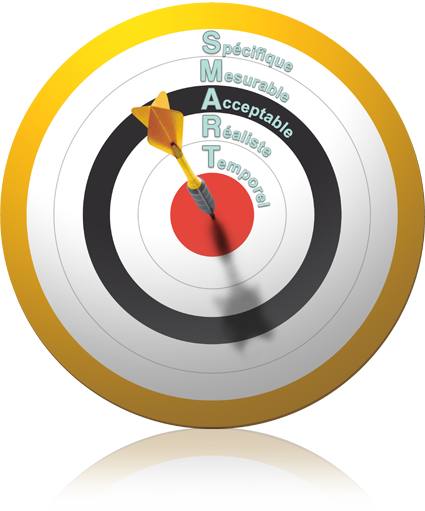 Spécifique
Mesurable
Acceptable
Réaliste
Temporel